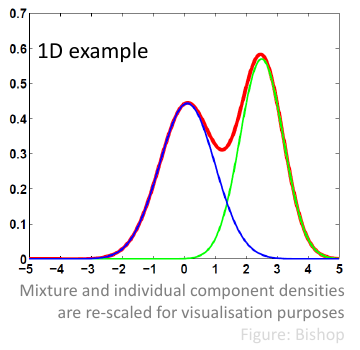 0.7
1D example
0.6
0.5
0.4
0.3
0.2
0.1
0
−5 −4 −3 −2 −1 0 1 2 3 4 5
Mixture and individual component densities
are re-scaled for visualisation purposes
Figure: Bishop